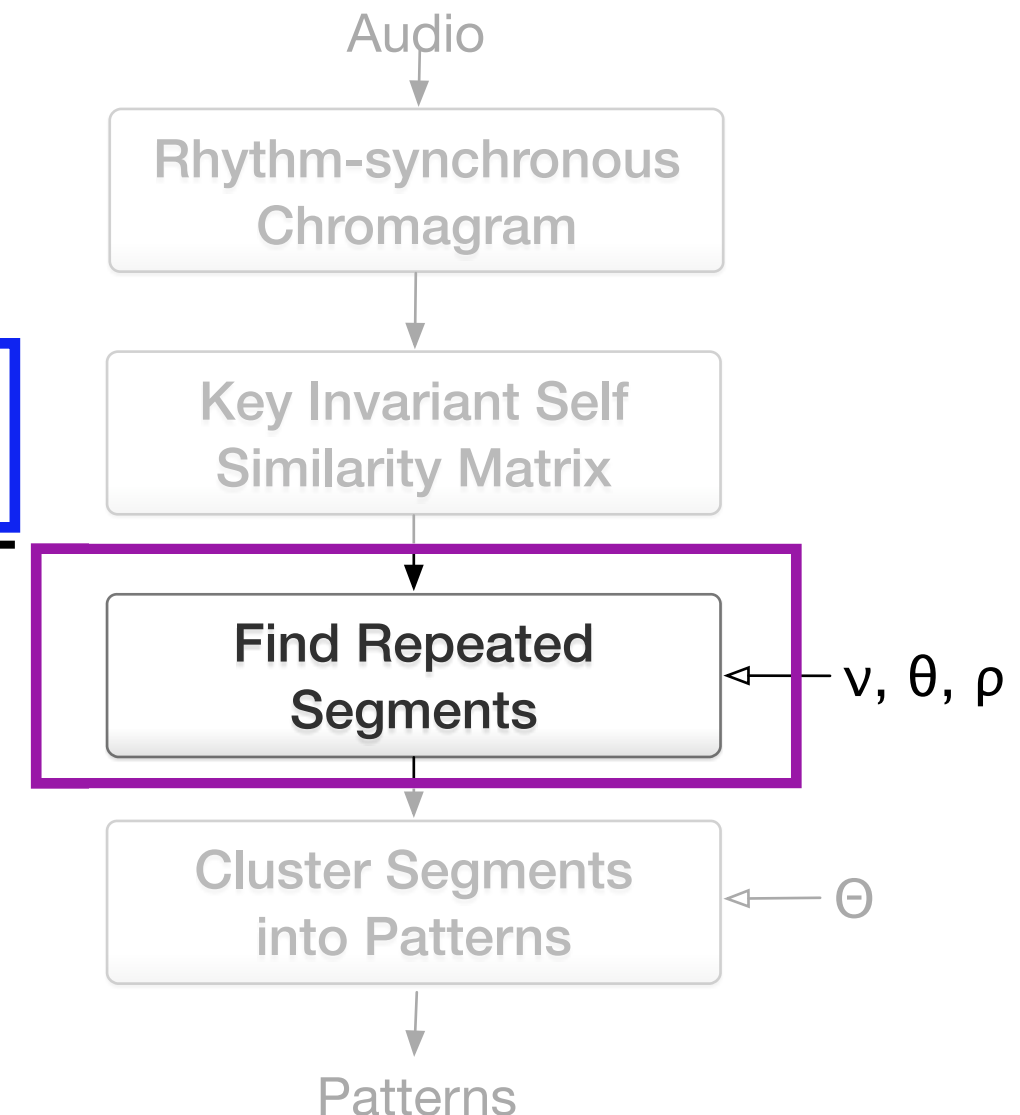 Audio
Rhythm-synchronous
Chromagram
Key Invariant Self
Similarity Matrix
Find Repeated
Segments
ν, θ, ρ
Cluster Segments
into Patterns
Θ
Patterns